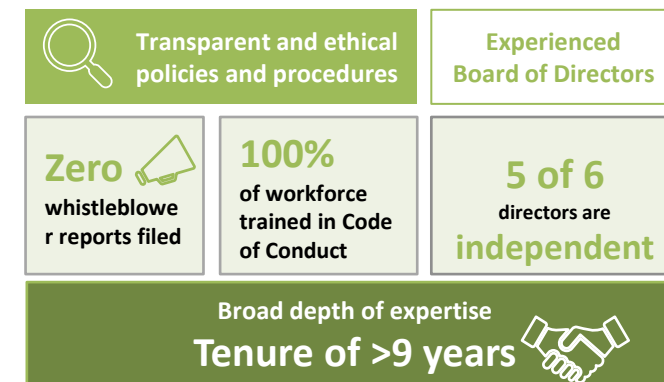 Transparent and ethical
policies and procedures
Experienced
Board of Directors
Zero
whistleblowe
r reports filed
100%
of workforce
trained in Code
of Conduct
5 of 6
directors are
independent
Broad depth of expertise
Tenure of >9 years